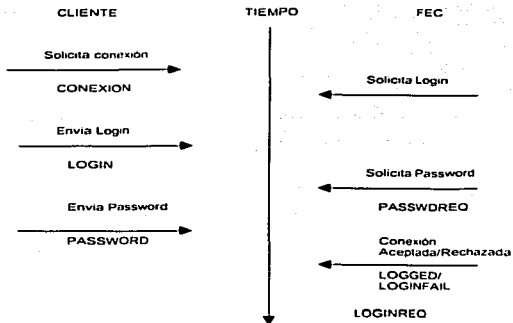 CLIENTE
TIEMPO
FEC
Solicita conexión
CONEXION
Solicita Login
Envia Login
LOGIN
Solicita Password
PASSWDREQ
Envia Password
PASSWORD
Conexión
Aceptada/Rechazada
LOGGED/
LOGINFAIL
LOGINREQ